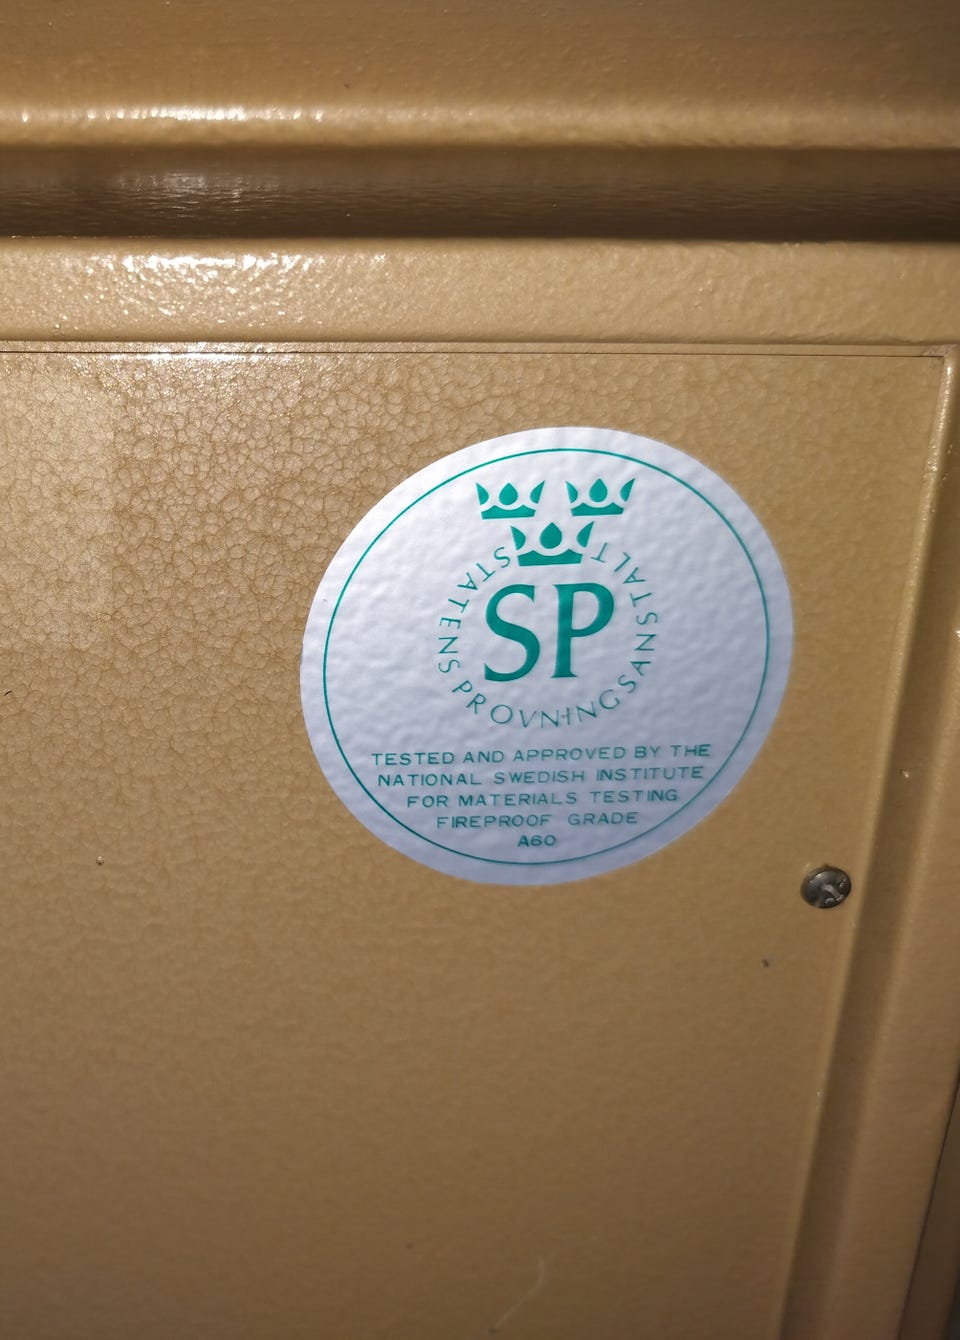 STATENS PROVNINGSANSTALT
SP
TESTED AND APPROVED BY THE
NATIONAL SWEDISH INSTITUTE
FOR MATERIALS TESTING
FIREPROOF GRADE
A60